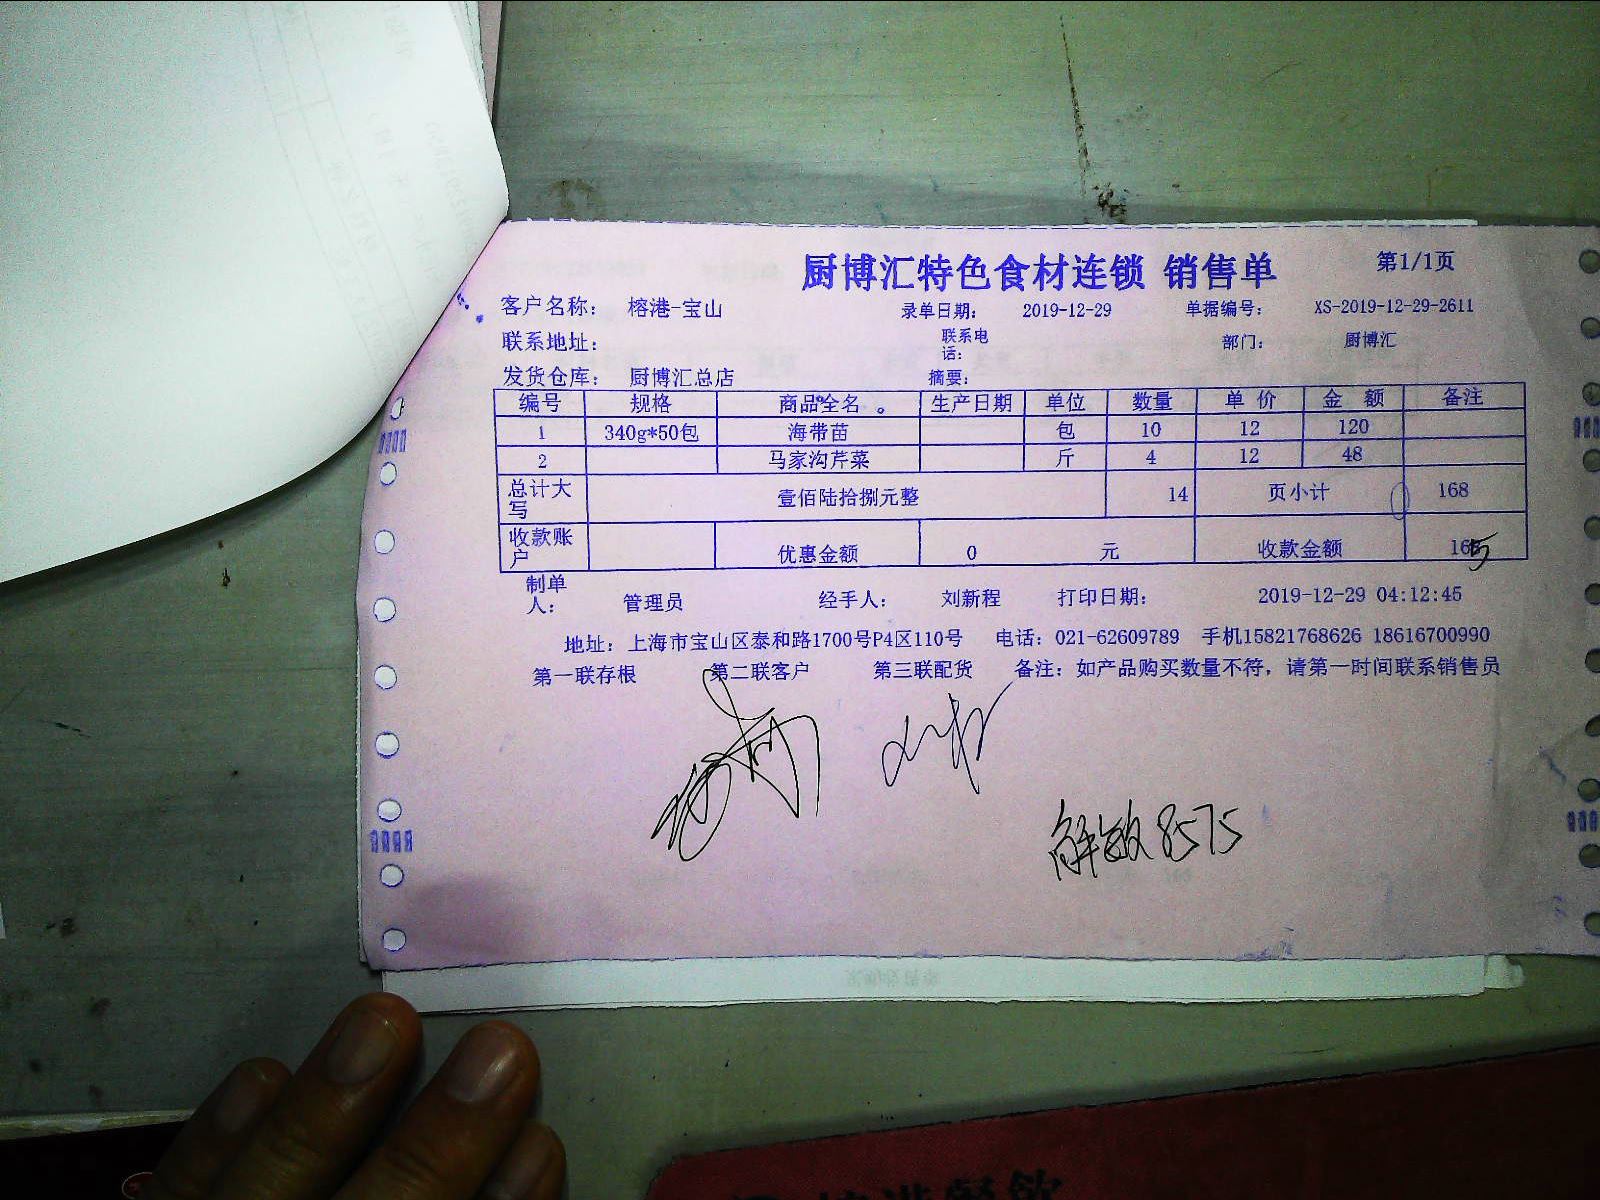 厨博汇特色食材连锁 销售单 第1/1页
客户名称： 榕港-宝山 录单日期： 2019-12-29 单据编号： XS-2019-12-29-2611
联系地址： 联系电话： 部门： 厨博汇
发货仓库： 厨博汇总店 摘要：
编号 规格 商品全名 生产日期 单位 数量 单价 金额 备注
1 340g*50包 海带苗 包 10 12 120
2 马家沟芹菜 斤 4 12 48
总计大写 壹佰陆拾捌元整 14 页小计 168
收款账户 优惠金额 0 元 收款金额 165
制单人： 管理员 经手人： 刘新程 打印日期： 2019-12-29 04:12:45
地址：上海市宝山区泰和路1700号P4区110号 电话：021-62609789 手机15821768626 18616700990
第一联存根 第二联客户 第三联配货 备注：如产品购买数量不符，请第一时间联系销售员
解敏 8575